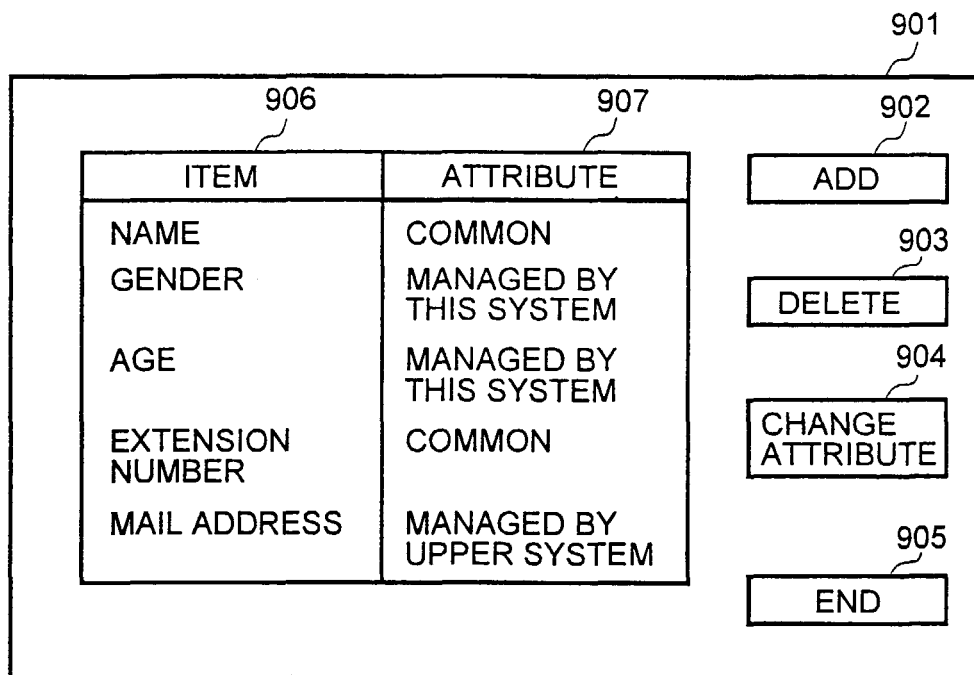 901
906
907
902
ITEM
ATTRIBUTE
ADD
NAME
COMMON
903
GENDER
MANAGED BY
THIS SYSTEM
DELETE
AGE
MANAGED BY
THIS SYSTEM
904
EXTENSION
NUMBER
COMMON
CHANGE
ATTRIBUTE
MAIL ADDRESS
MANAGED BY
UPPER SYSTEM
905
END